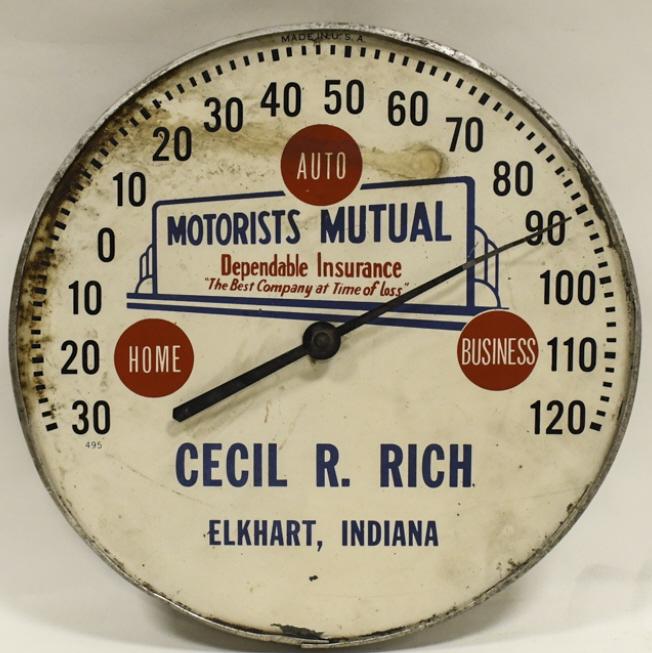 MADE IN U.S.A.
30 20 10 0 10 20 30 40 50 60 70 80 90 100 110 120
AUTO
MOTORISTS MUTUAL
Dependable Insurance
"The Best Company at Time of Loss"
HOME
BUSINESS
495
CECIL R. RICH
ELKHART, INDIANA